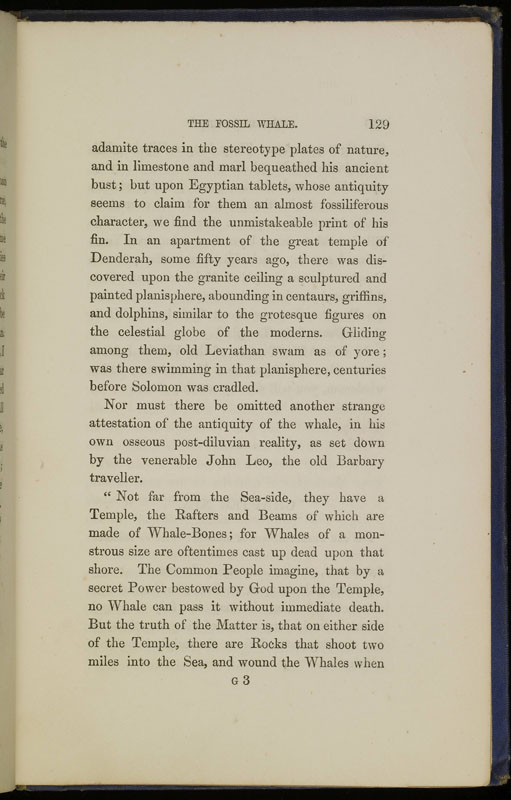 THE FOSSIL WHALE. 129
adamite traces in the stereotype plates of nature,
and in limestone and marl bequeathed his ancient
bust; but upon Egyptian tablets, whose antiquity
seems to claim for them an almost fossiliferous
character, we find the unmistakeable print of his
fin. In an apartment of the great temple of
Denderah, some fifty years ago, there was dis-
covered upon the granite ceiling a sculptured and
painted planisphere, abounding in centaurs, griffins,
and dolphins, similar to the grotesque figures on
the celestial globe of the moderns. Gliding
among them, old Leviathan swam as of yore;
was there swimming in that planisphere, centuries
before Solomon was cradled.
Nor must there be omitted another strange
attestation of the antiquity of the whale, in his
own osseous post-diluvian reality, as set down
by the venerable John Leo, the old Barbary
traveller.
“ Not far from the Sea-side, they have a
Temple, the Rafters and Beams of which are
made of Whale-Bones; for Whales of a mon-
strous size are oftentimes cast up dead upon that
shore. The Common People imagine, that by a
secret Power bestowed by God upon the Temple,
no Whale can pass it without immediate death.
But the truth of the Matter is, that on either side
of the Temple, there are Rocks that shoot two
miles into the Sea, and wound the Whales when
G 3